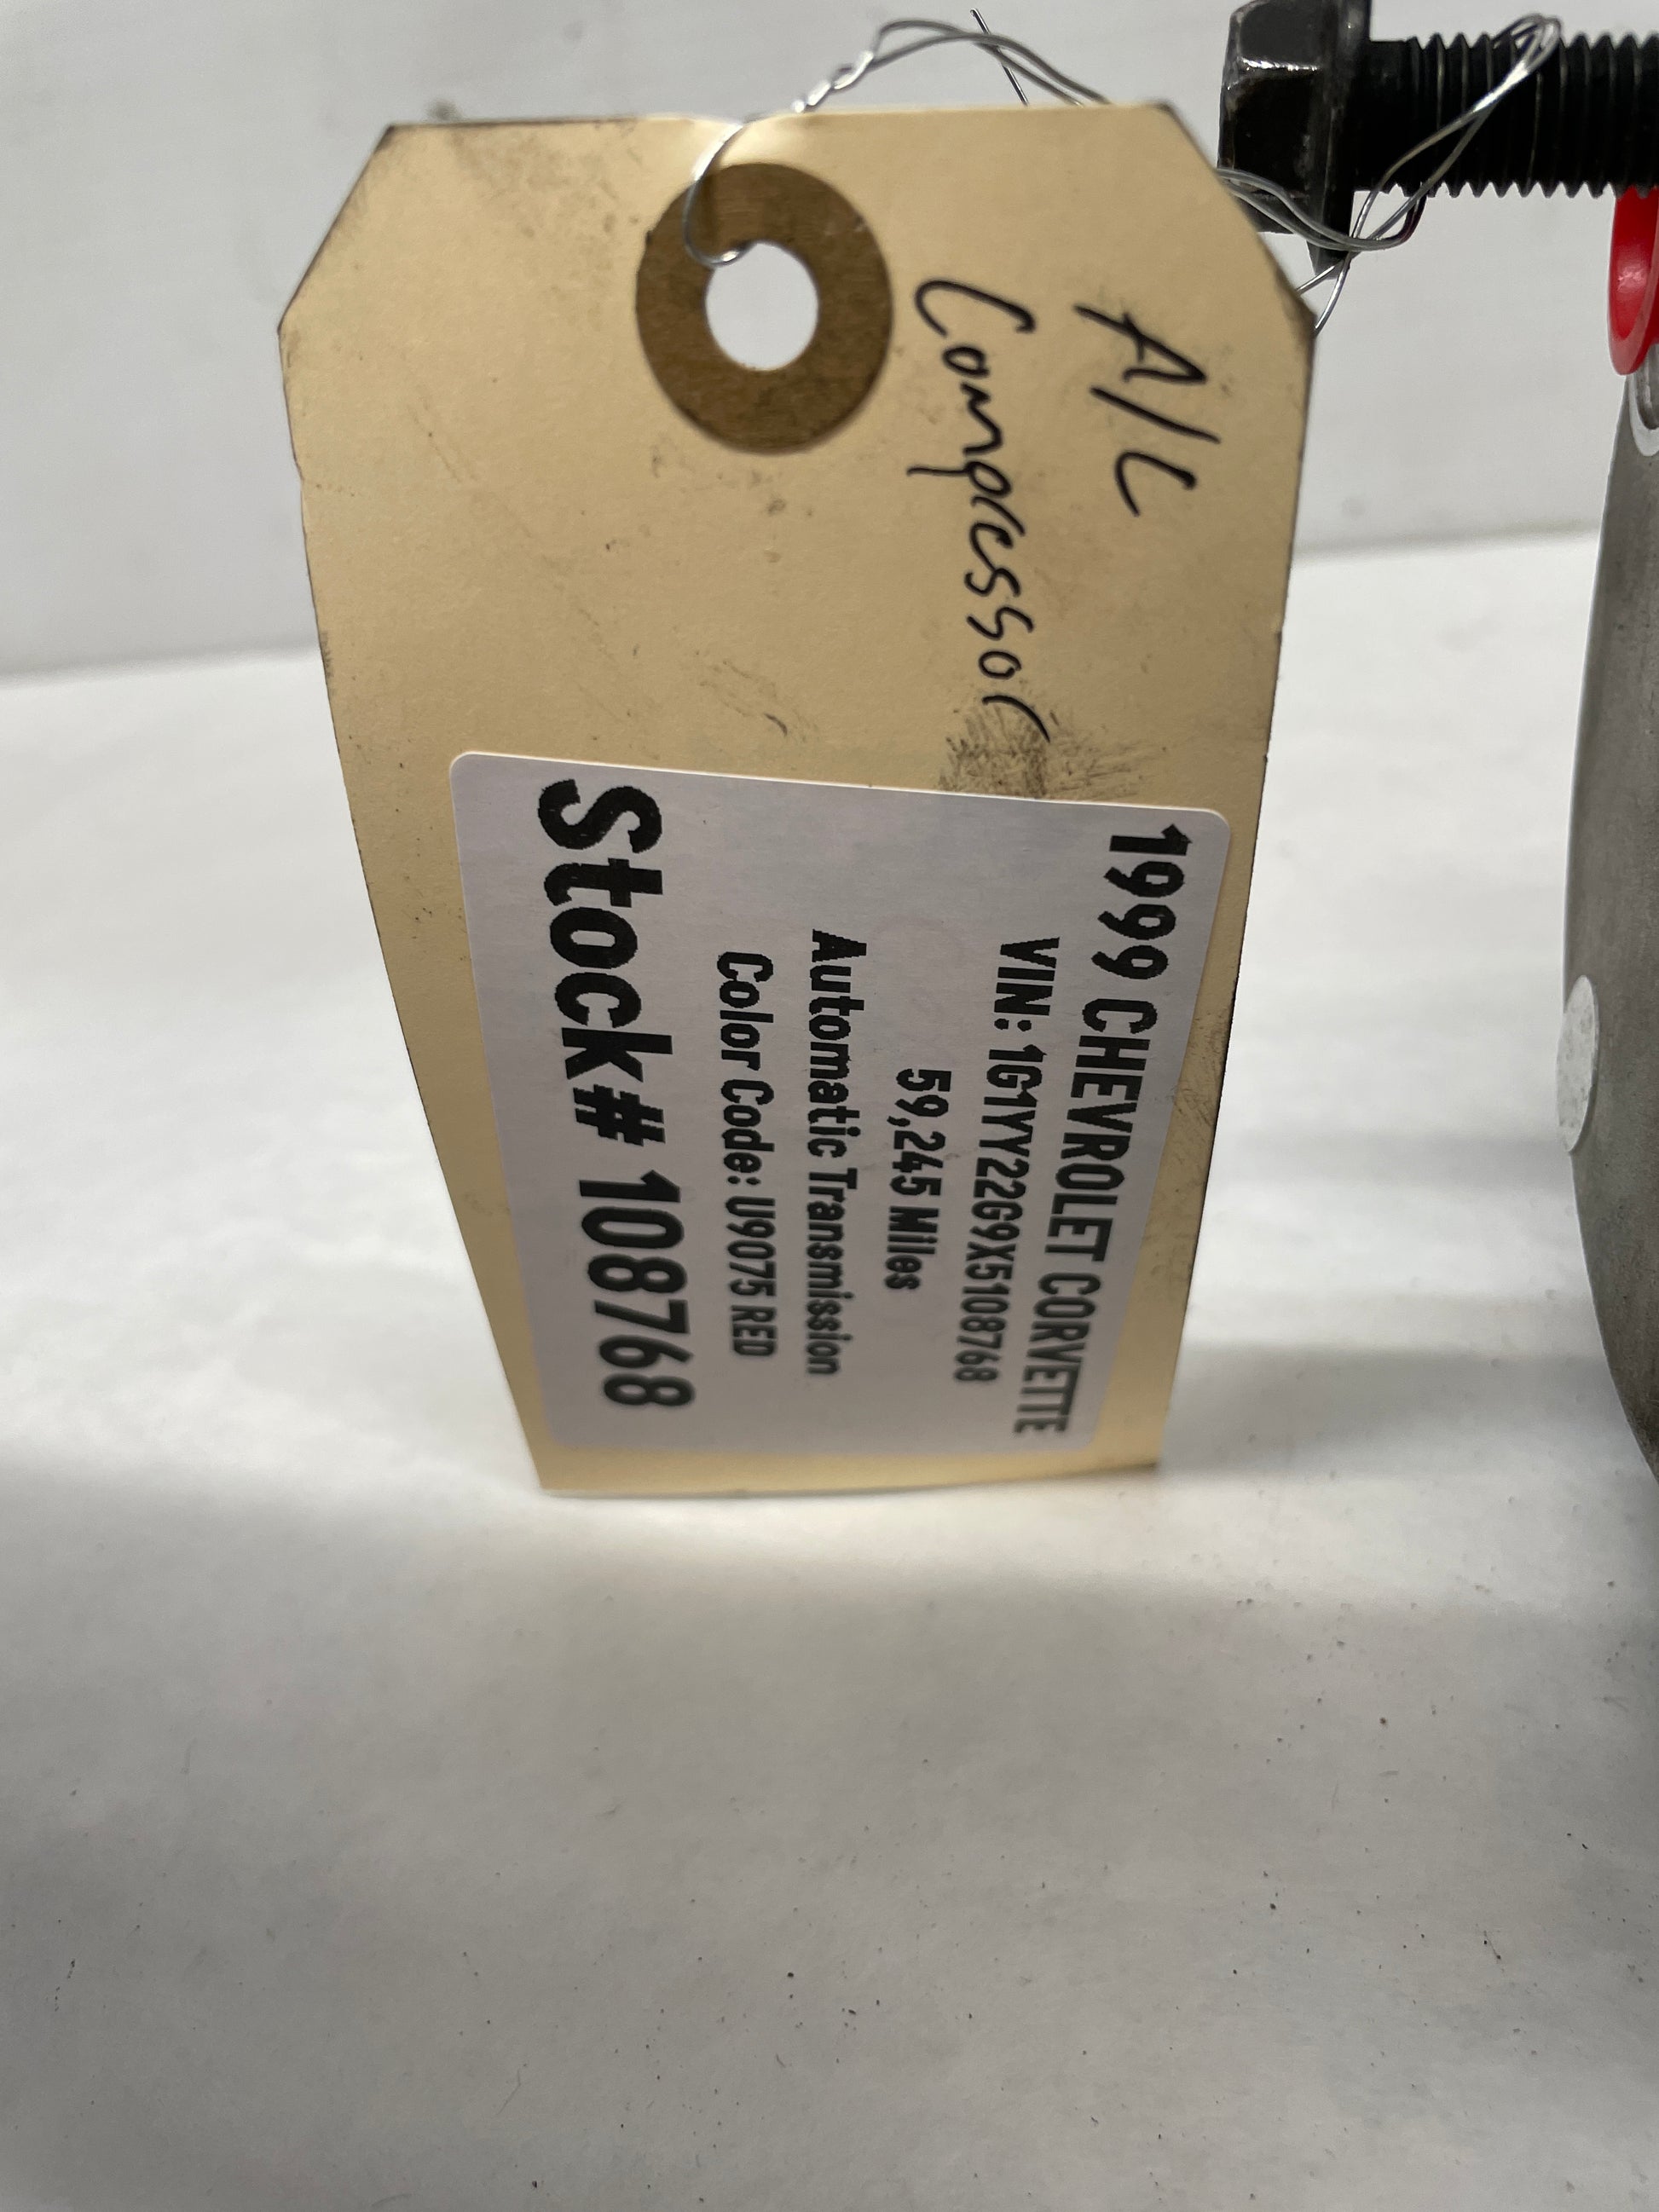 A/C
Compressor
1999 CHEVROLET CORVETTE
VIN: 1G1YY22G9X5108768
59,245 Miles
Automatic Transmission
Color Code: U9075 RED
Stock# 108768